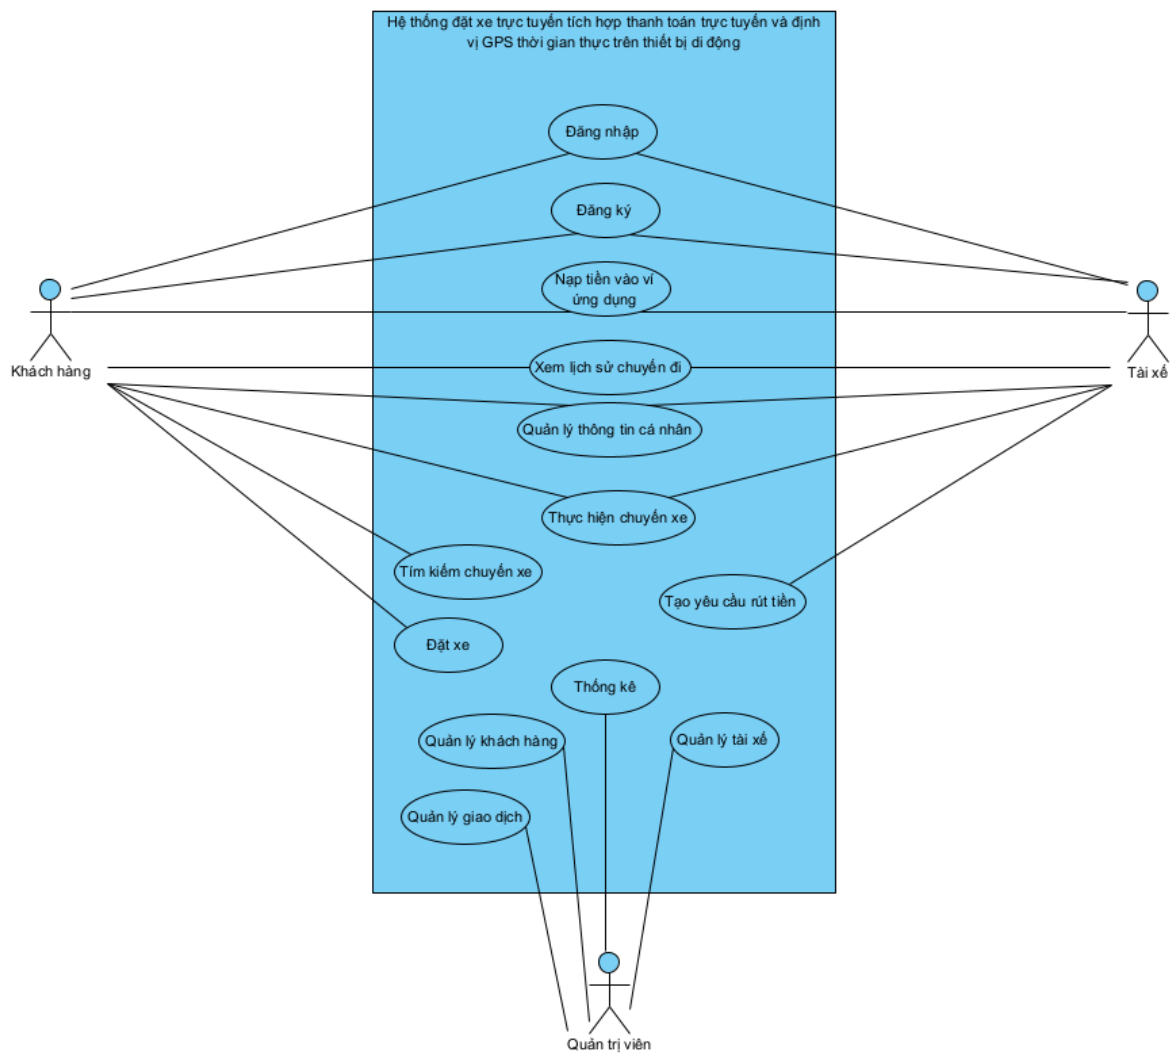 Hệ thống đặt xe trực tuyến tích hợp thanh toán trực tuyến và định
vị GPS thời gian thực trên thiết bị di động
Đăng nhập
Đăng ký
Nạp tiền vào ví
ứng dụng
Khách hàng
Xem lịch sử chuyến đi
Tài xế
Quản lý thông tin cá nhân
Thực hiện chuyến xe
Tím kiếm chuyến xe
Tạo yêu cầu rút tiền
Đặt xe
Thống kê
Quản lý khách hàng
Quản lý tài xế
Quản lý giao dịch
Quản trị viên